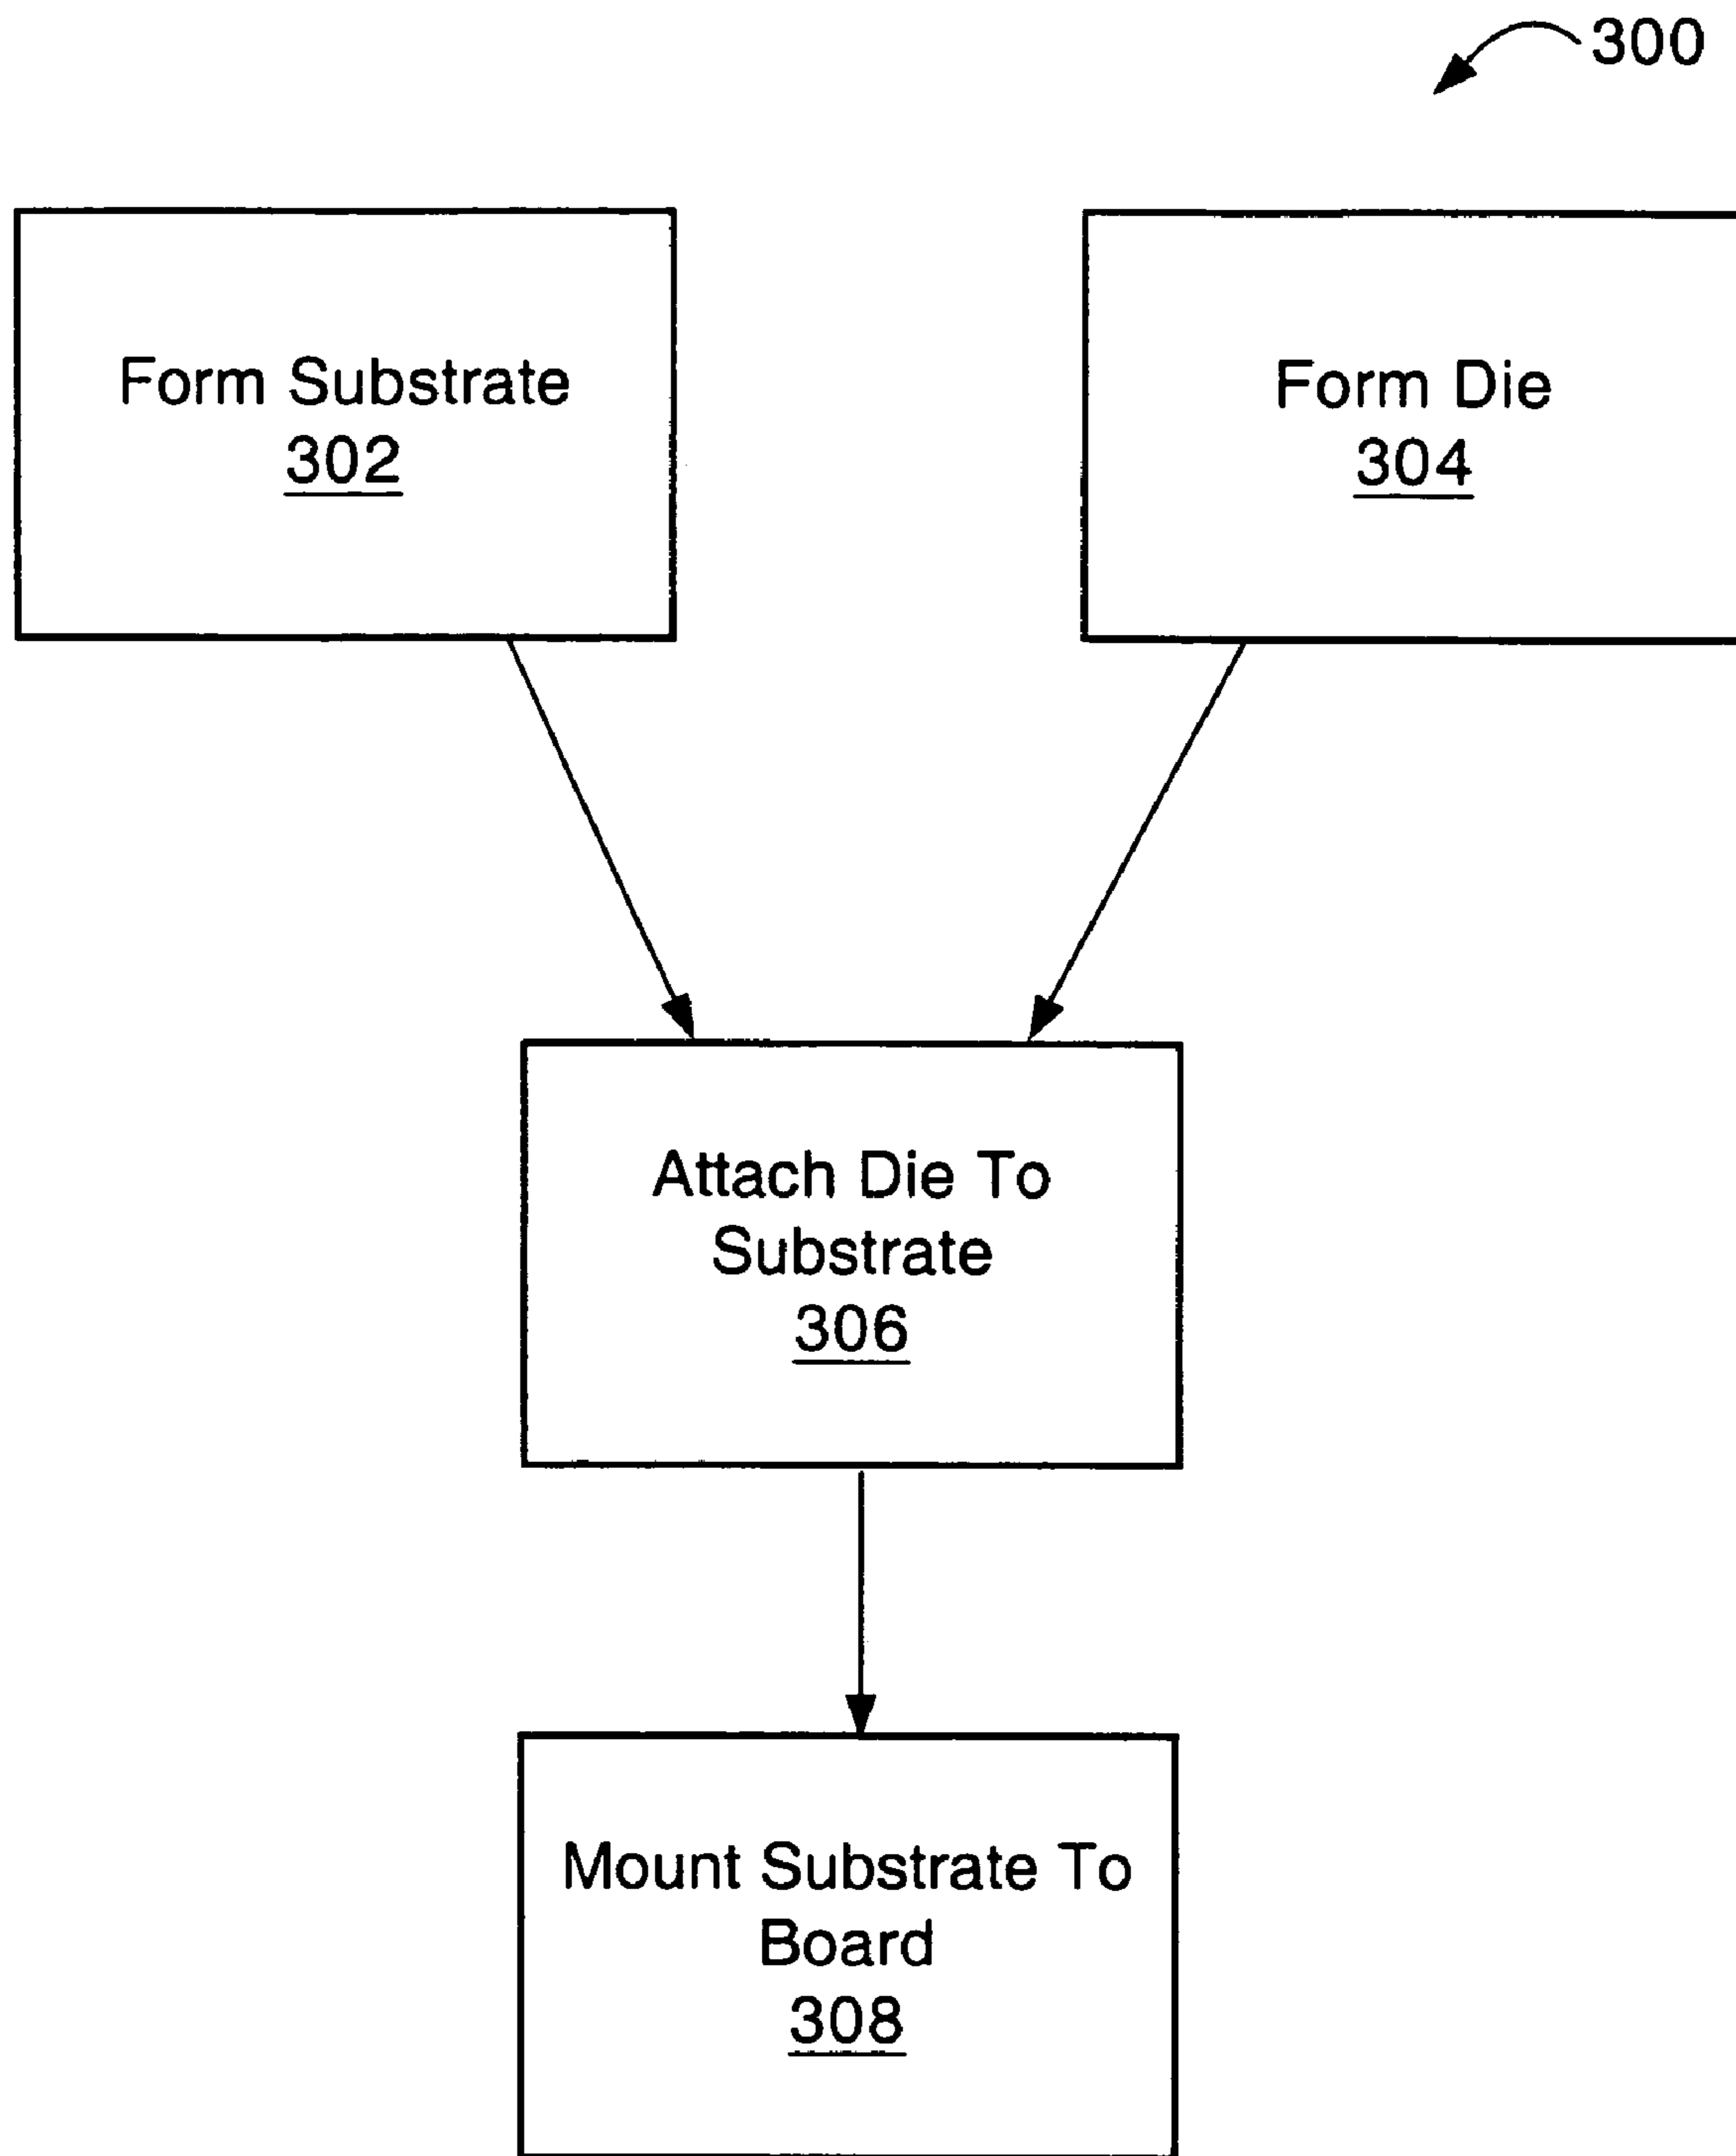 300
Form Substrate
302
Form Die
304
Attach Die To
Substrate
306
Mount Substrate To
Board
308